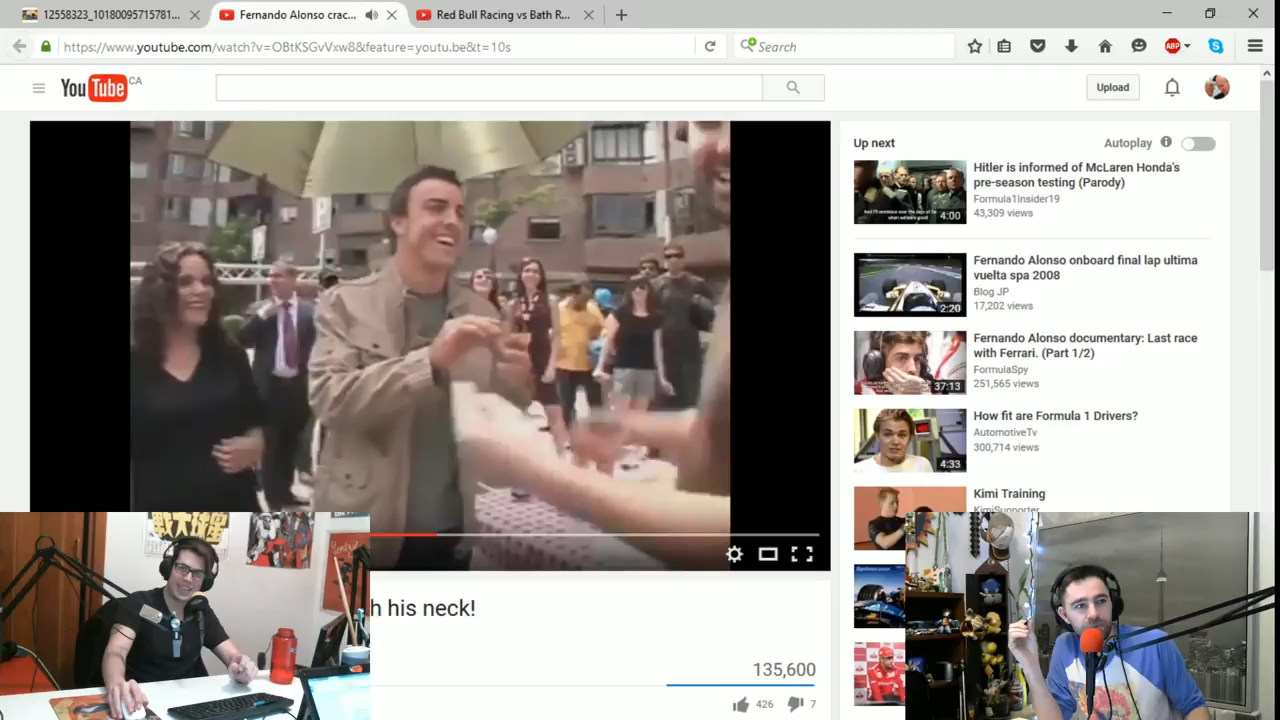 12558323_10180095715781...
Fernando Alonso crac...
Red Bull Racing vs Bath R...
https://www.youtube.com/watch?v=OBtKSGvVxw8&feature=youtu.be&t=10s
Search
ABP
YouTube CA
Upload
Up next
Autoplay
Hitler is informed of McLaren Honda's
pre-season testing (Parody)
Formula1Insider19
43,309 views
4:00
Fernando Alonso onboard final lap ultima
vuelta spa 2008
Blog JP
17,202 views
2:20
Fernando Alonso documentary: Last race
with Ferrari. (Part 1/2)
FormulaSpy
251,565 views
37:13
How fit are Formula 1 Drivers?
AutomotiveTv
300,714 views
4:33
Kimi Training
KimiSupporter
h his neck!
135,600
426
7